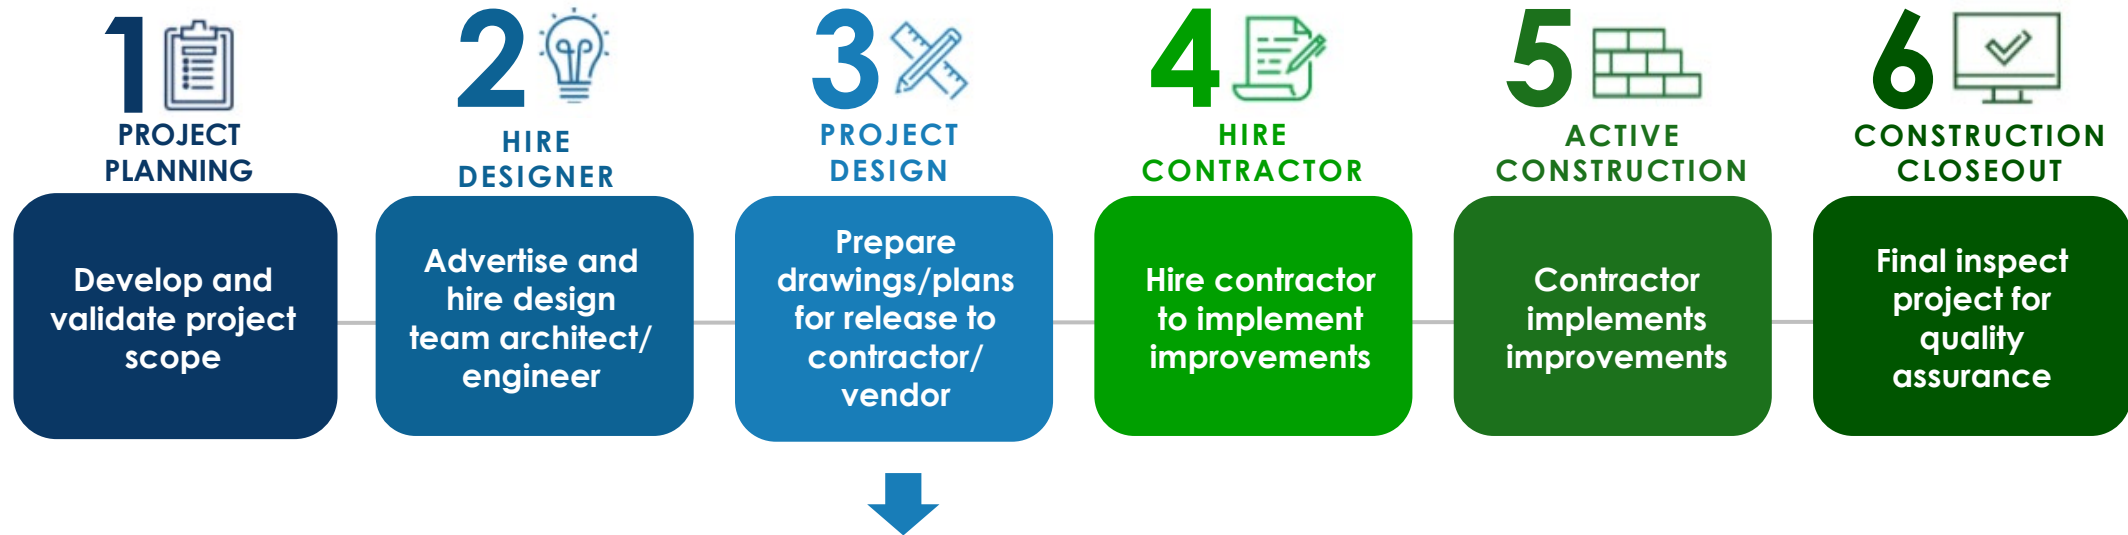 1
PROJECT
PLANNING
Develop and
validate project
scope
2
HIRE
DESIGNER
Advertise and
hire design
team architect/
engineer
3
PROJECT
DESIGN
Prepare
drawings/plans
for release to
contractor/
vendor
4
HIRE
CONTRACTOR
Hire contractor
to implement
improvements
5
ACTIVE
CONSTRUCTION
Contractor
implements
improvements
6
CONSTRUCTION
CLOSEOUT
Final inspect
project for
quality
assurance